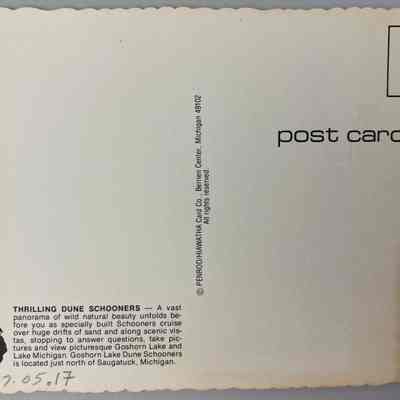 post car
© PENROD/HIAWATHA Card Co., Berrien Center, Michigan 49102
All rights reserved.
THRILLING DUNE SCHOONERS — A vast
panorama of wild natural beauty unfolds be-
fore you as specially built Schooners cruise
over huge drifts of sand and along scenic vis-
tas, stopping to answer questions, take pic-
tures and view picturesque Goshorn Lake and
Lake Michigan. Goshorn Lake Dune Schooners
is located just north of Saugatuck, Michigan.
.05.17